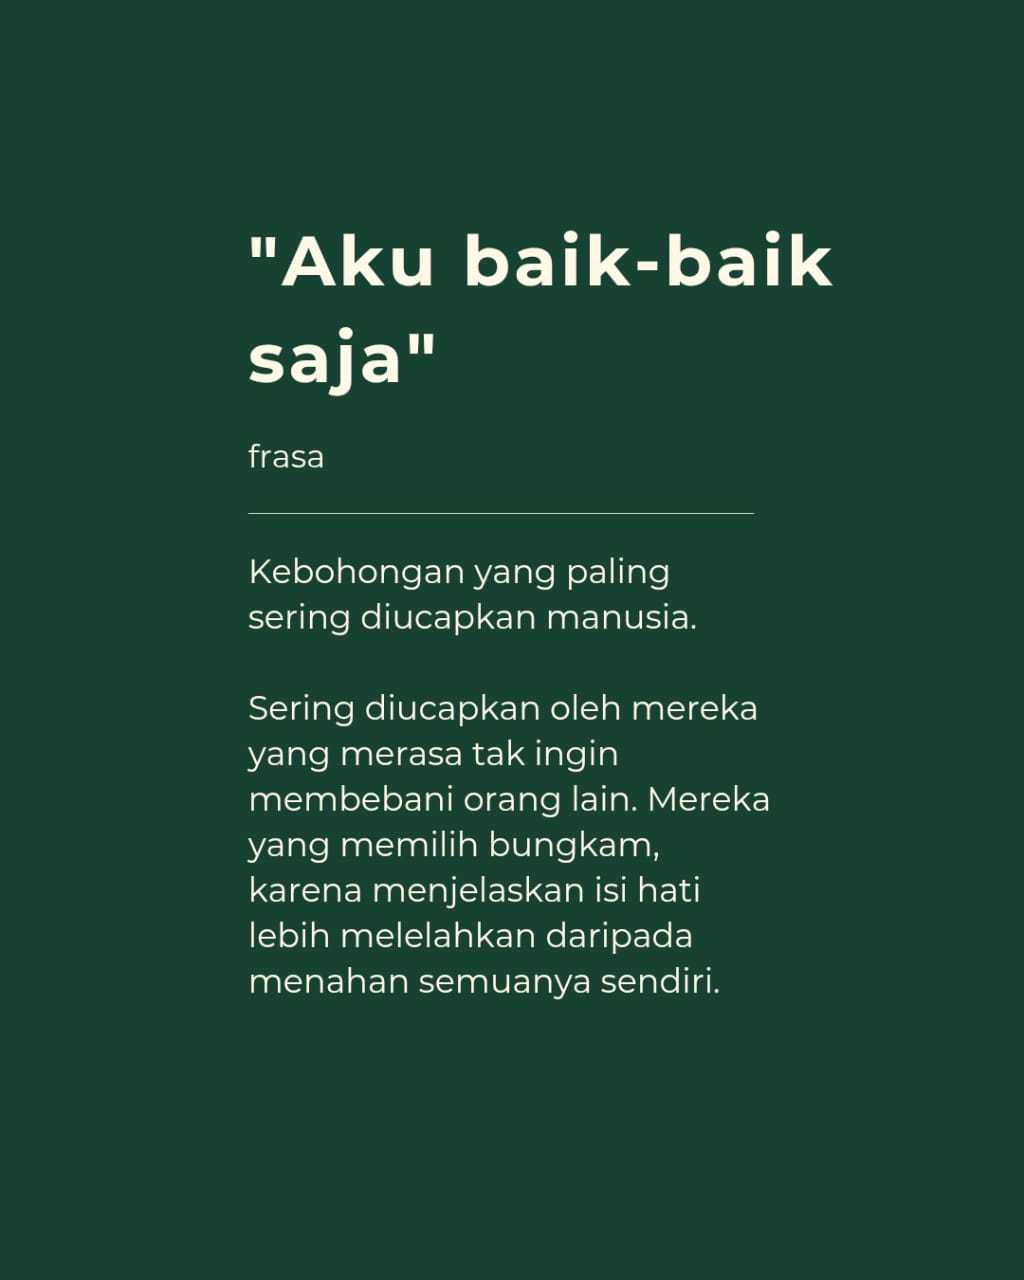 "Aku baik-baik
saja"
frasa
Kebohongan yang paling
sering diucapkan manusia.
Sering diucapkan oleh mereka
yang merasa tak ingin
membebani orang lain. Mereka
yang memilih bungkam,
karena menjelaskan isi hati
lebih melelahkan daripada
menahan semuanya sendiri.